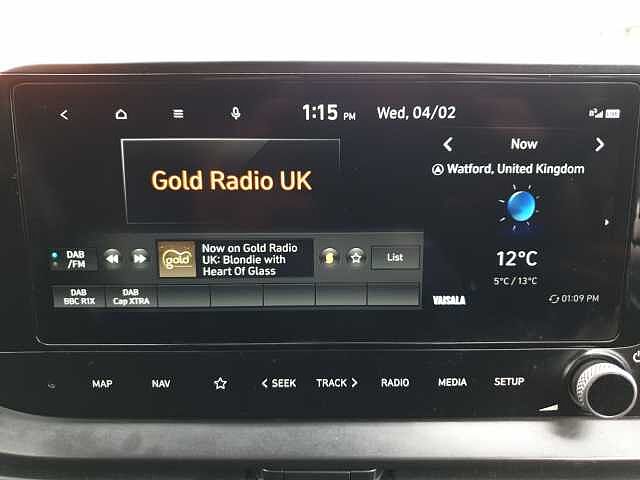 1:15 PM Wed, 04/02
Now
Watford, United Kingdom
Gold Radio UK
DAB
/FM
gold
Now on Gold Radio
UK: Blondie with
Heart Of Glass
List
12°C
5°C / 13°C
DAB
BBC R1X
DAB
Cap XTRA
VAISALA
01:09 PM
MAP NAV SEEK TRACK RADIO MEDIA SETUP